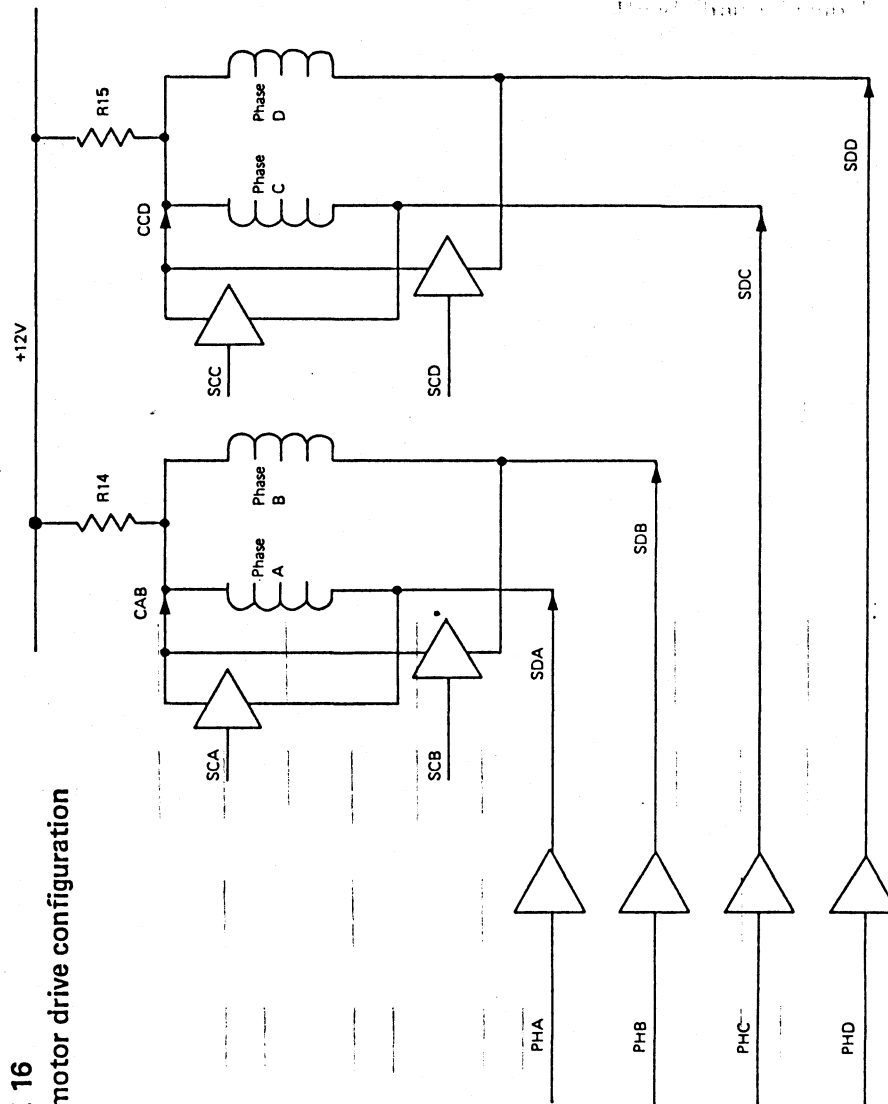 16
motor drive configuration
+12V
R14
R15
CAB
CCD
Phase
A
Phase
B
Phase
C
Phase
D
SCA
SCB
SCC
SCD
SDA
SDB
SDC
SDD
PHA
PHB
PHC
PHD